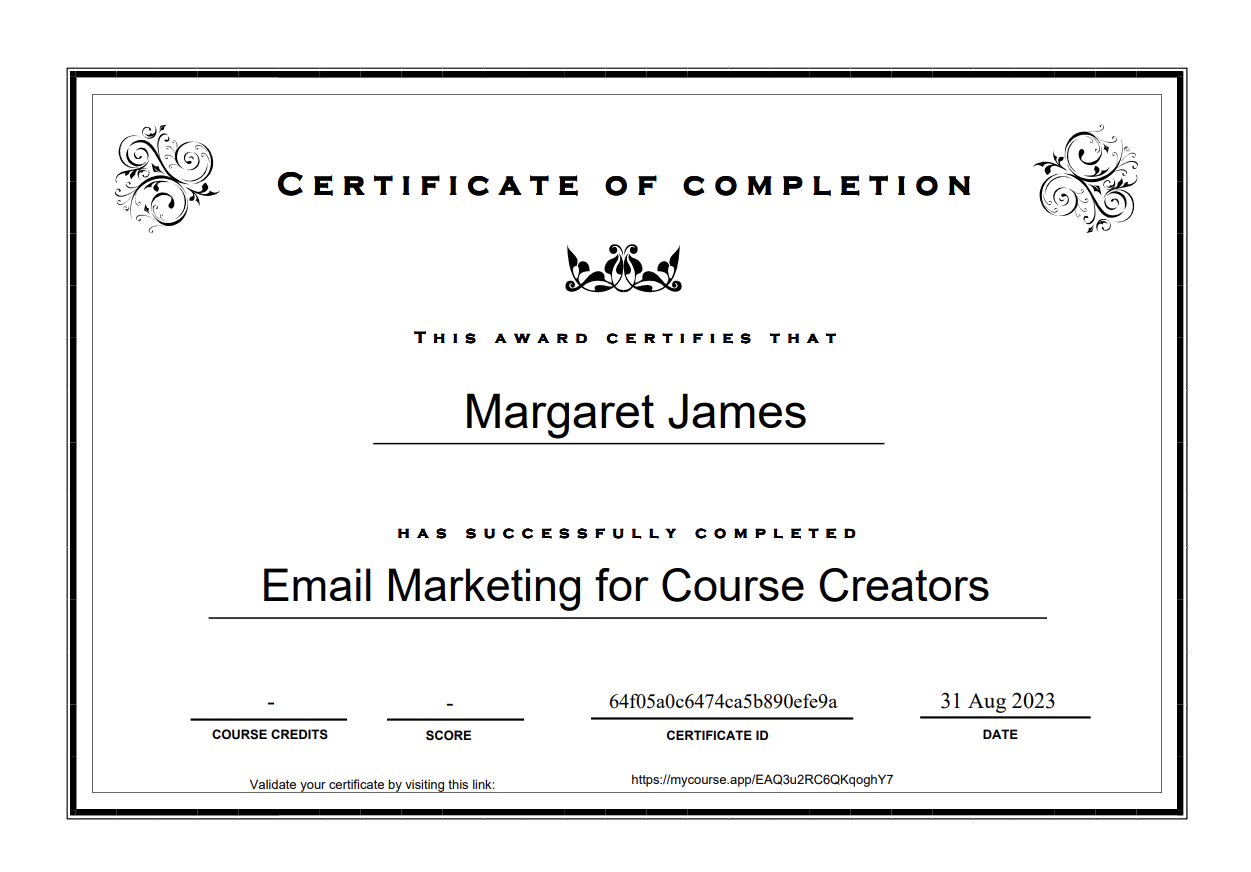 CERTIFICATE OF COMPLETION
THIS AWARD CERTIFIES THAT
Margaret James
HAS SUCCESSFULLY COMPLETED
Email Marketing for Course Creators
- - 64f05a0c6474ca5b890efe9a 31 Aug 2023
COURSE CREDITS SCORE CERTIFICATE ID DATE
Validate your certificate by visiting this link: https://mycourse.app/EAQ3u2RC6QKqoghY7